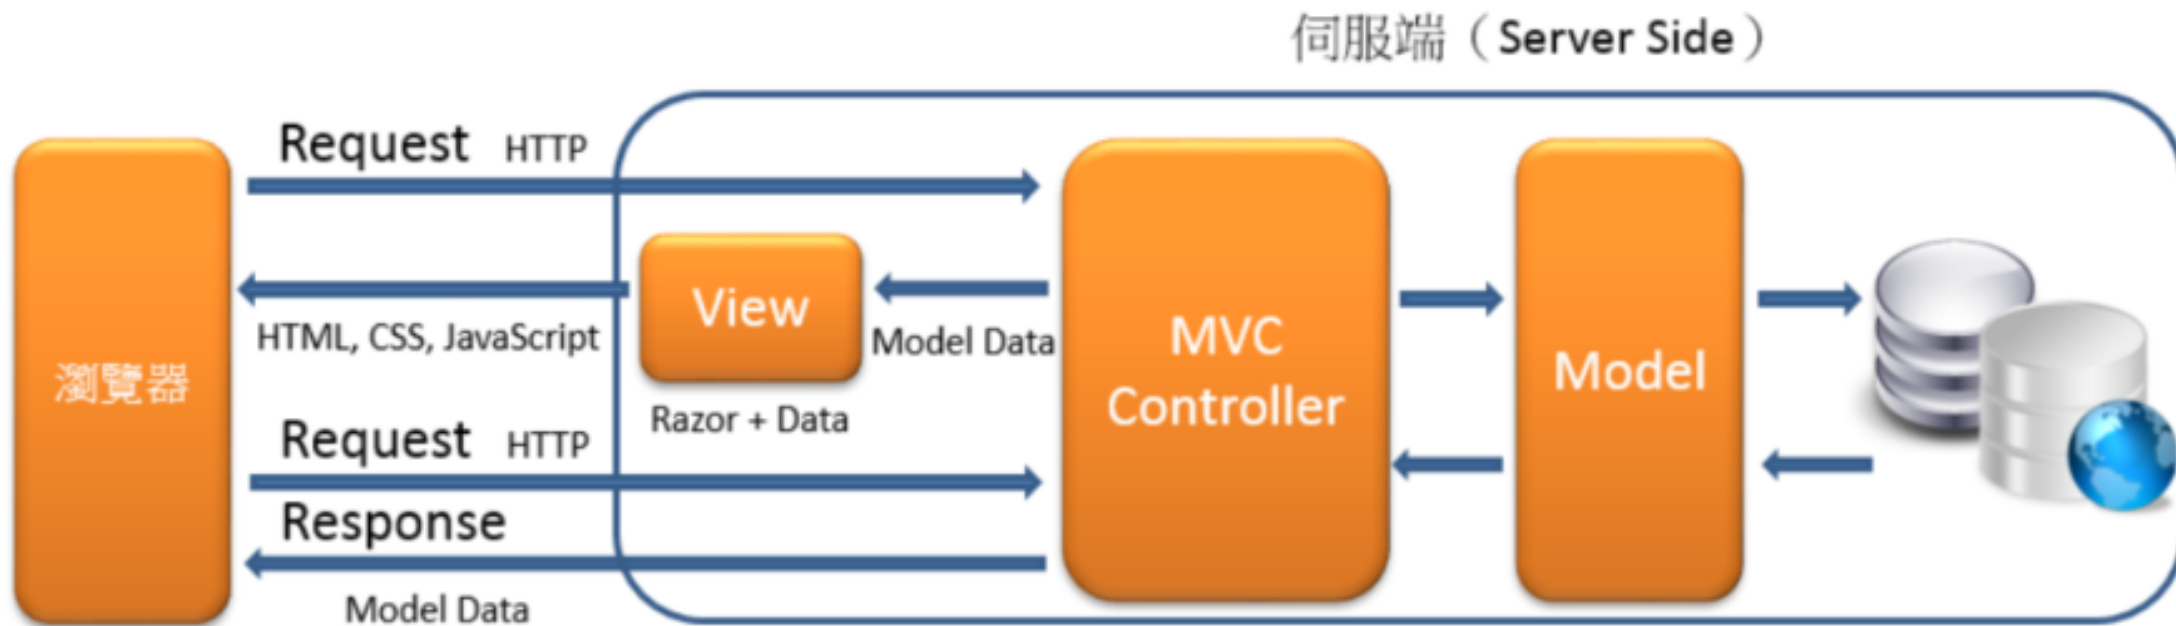 伺服端（Server Side）
Request HTTP
View
HTML, CSS, JavaScript
Model Data
瀏覽器
MVC
Controller
Model
Razor + Data
Request HTTP
Response
Model Data